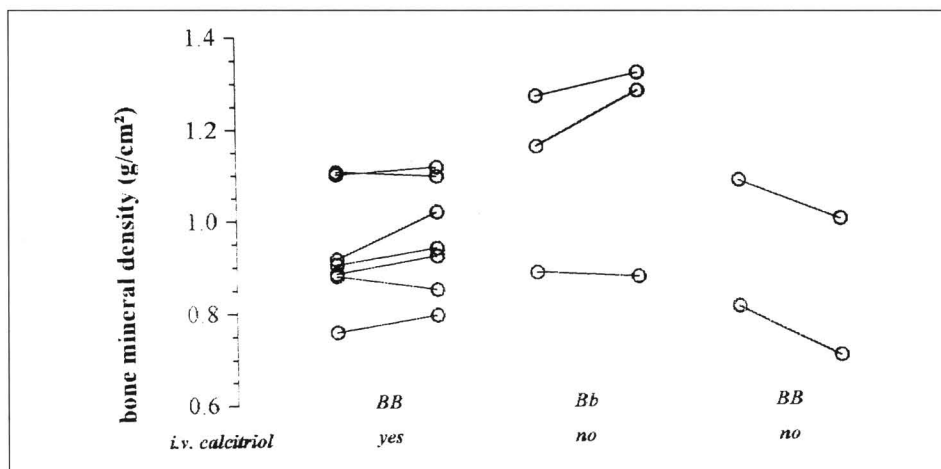 1.4
1.2
1.0
0.8
0.6
bone mineral density (g/cm²)
BB Bb BB
i.v. calcitriol yes no no